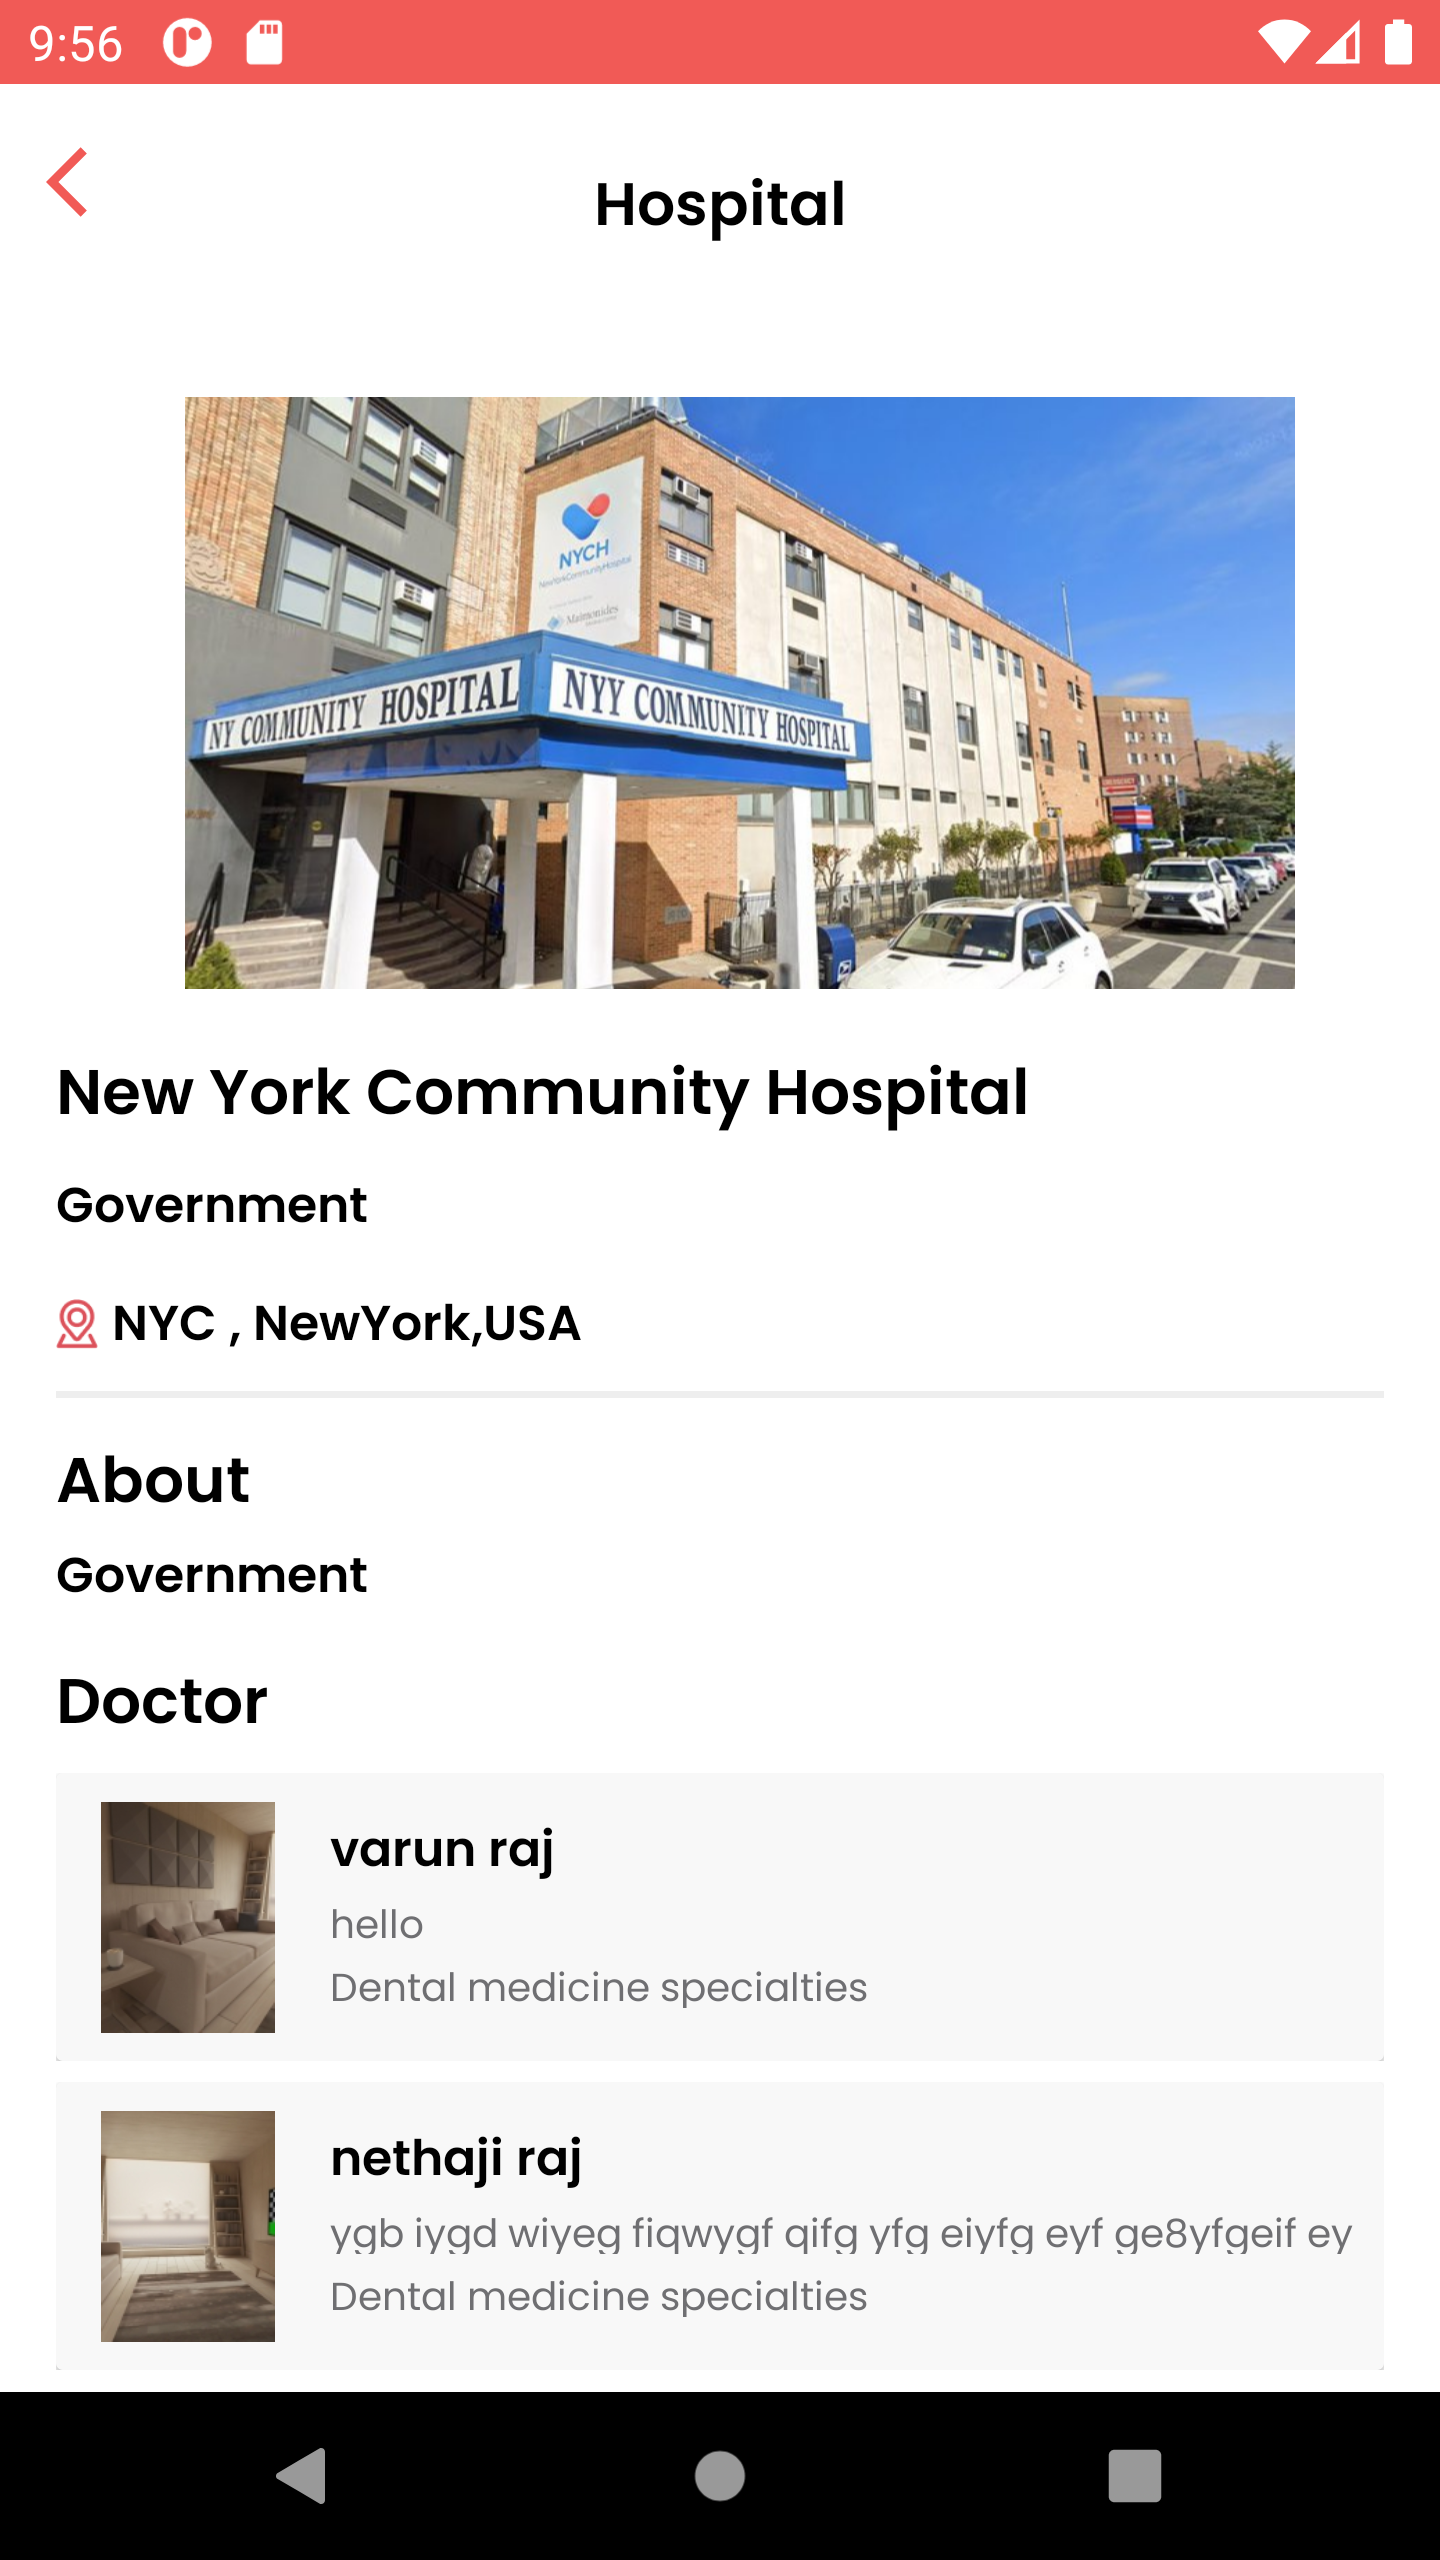 9:56
Hospital
NYCH
NewYorkCommunityHospital
Maimonides
NY COMMUNITY HOSPITAL
NYY COMMUNITY HOSPITAL
EMERGENCY
New York Community Hospital
Government
NYC , NewYork,USA
About
Government
Doctor
varun raj
hello
Dental medicine specialties
nethaji raj
ygb iygd wiyeg fiqwygf qifg yfg eiyfg eyf ge8yfgeif ey
Dental medicine specialties